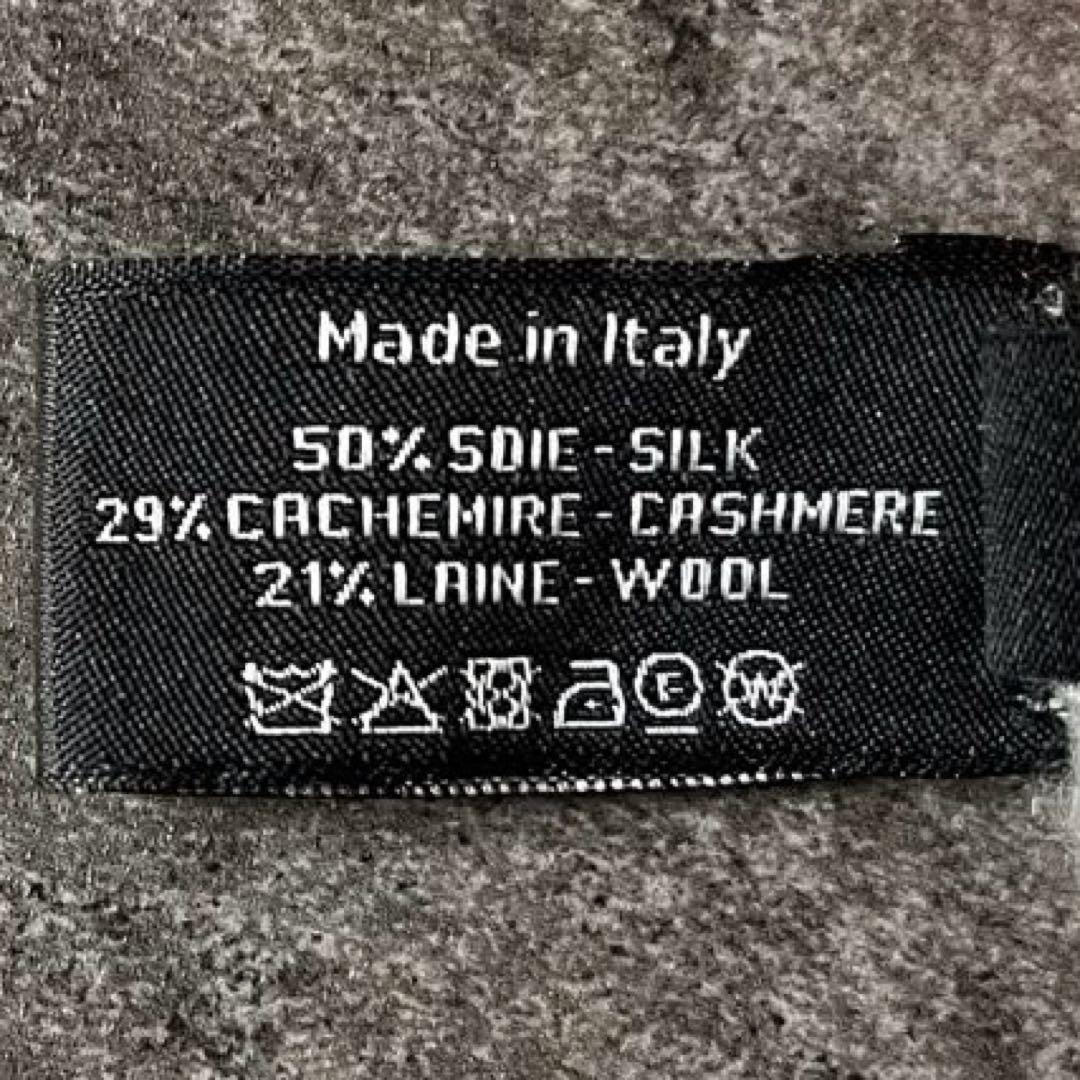 Made in Italy
50% SOIE - SILK
29% CACHEMIRE - CASHMERE
21% LAINE - WOOL
F W